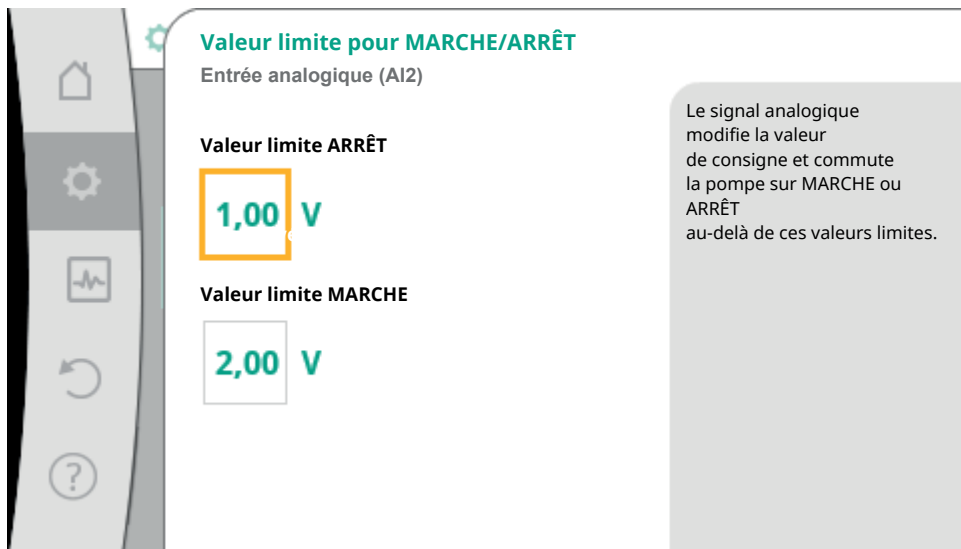 Valeur limite pour MARCHE/ARRÊT
Entrée analogique (AI2)
Valeur limite ARRÊT
1,00 V
Valeur limite MARCHE
2,00 V
Le signal analogique
modifie la valeur
de consigne et commute
la pompe sur MARCHE ou
ARRÊT
au-delà de ces valeurs limites.
?